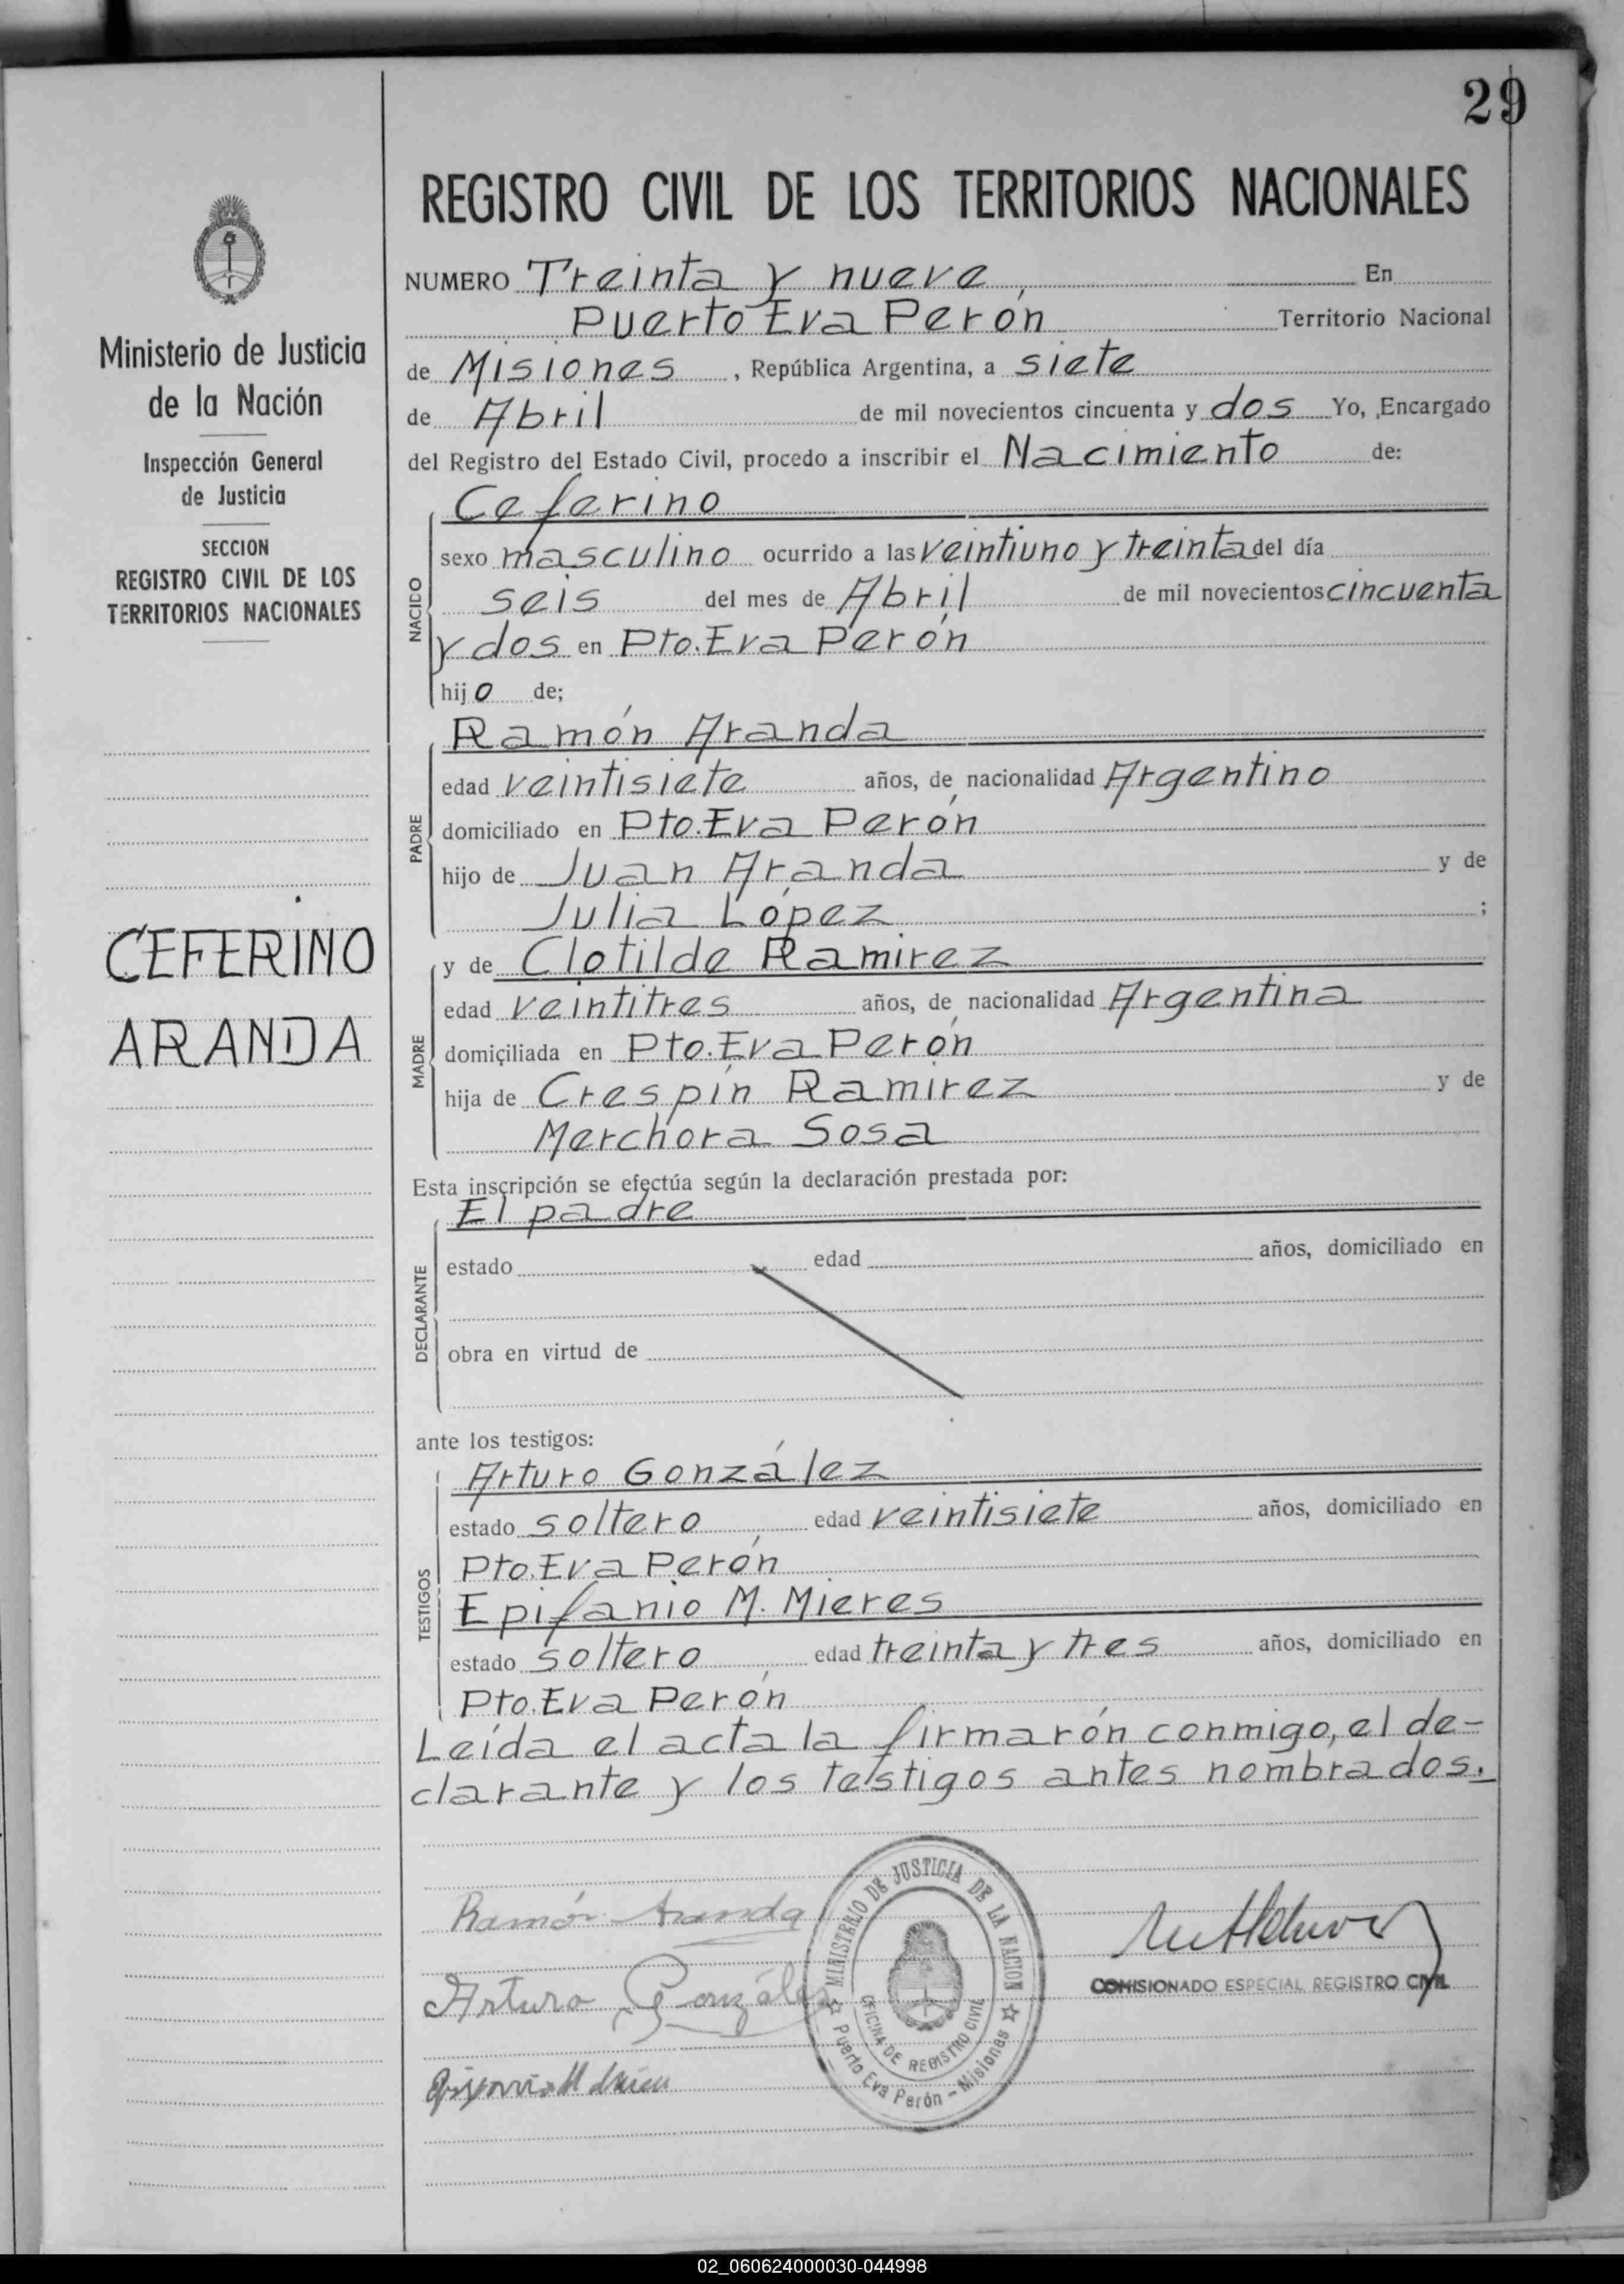 29
REGISTRO CIVIL DE LOS TERRITORIOS NACIONALES
Ministerio de Justicia
de la Nación
Inspección General
de Justicia
SECCION
REGISTRO CIVIL DE LOS
TERRITORIOS NACIONALES
CEFERINO
ARANDA
NUMERO Treinta y nueve, En
Puerto Eva Perón Territorio Nacional
de Misiones, República Argentina, a siete
de Abril de mil novecientos cincuenta y dos Yo, Encargado
del Registro del Estado Civil, procedo a inscribir el Nacimiento de:
NACIDO
Ceferino
sexo masculino ocurrido a las veintiuno y treinta del día
seis del mes de Abril de mil novecientos cincuenta
y dos en Pto. Eva Perón
hijo de;
PADRE
Ramón Aranda
edad veintisiete años, de nacionalidad Argentino
domiciliado en Pto. Eva Perón
hijo de Juan Aranda y de
Julia López ;
MADRE
y de Clotilde Ramirez
edad veintitres años, de nacionalidad Argentina
domiciliada en Pto. Eva Perón
hija de Crespín Ramírez y de
Merchora Sosa
Esta inscripción se efectúa según la declaración prestada por:
DECLARANTE
El padre
estado edad años, domiciliado en
obra en virtud de
ante los testigos:
TESTIGOS
Arturo González
estado soltero edad veintisiete años, domiciliado en
Pto. Eva Perón
Epifanio M. Mieres
estado soltero, edad treinta y tres años, domiciliado en
Pto. Eva Perón
Leída el acta la firmarón conmigo, el de-
clarante y los testigos antes nombrados.
Ramón Aranda
Arturo González
MINISTERIO DE JUSTICIA DE LA NACION
OFICINA DE REGISTRO CIVIL
Puerto Eva Perón - Misiones
COMISIONADO ESPECIAL REGISTRO CIVIL
02_060624000030-044998